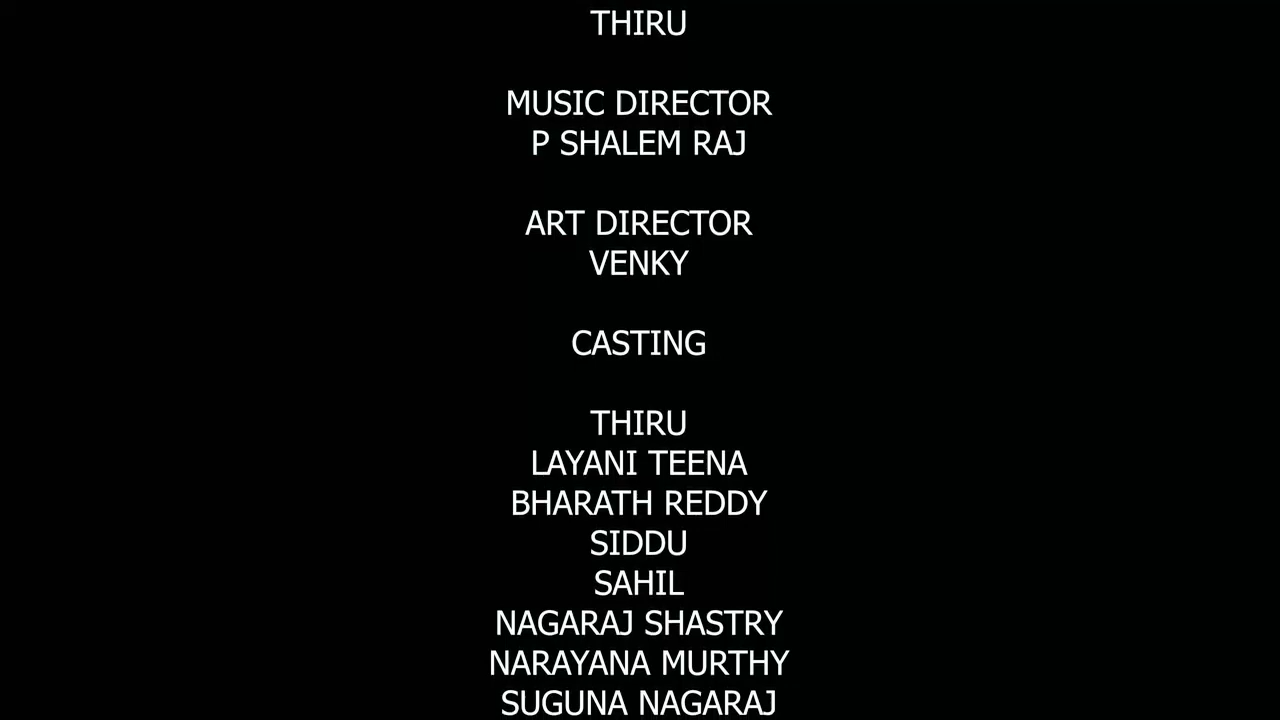 THIRU
MUSIC DIRECTOR
P SHALEM RAJ
ART DIRECTOR
VENKY
CASTING
THIRU
LAYANI TEENA
BHARATH REDDY
SIDDU
SAHIL
NAGARAJ SHASTRY
NARAYANA MURTHY
SUGUNA NAGARAJ